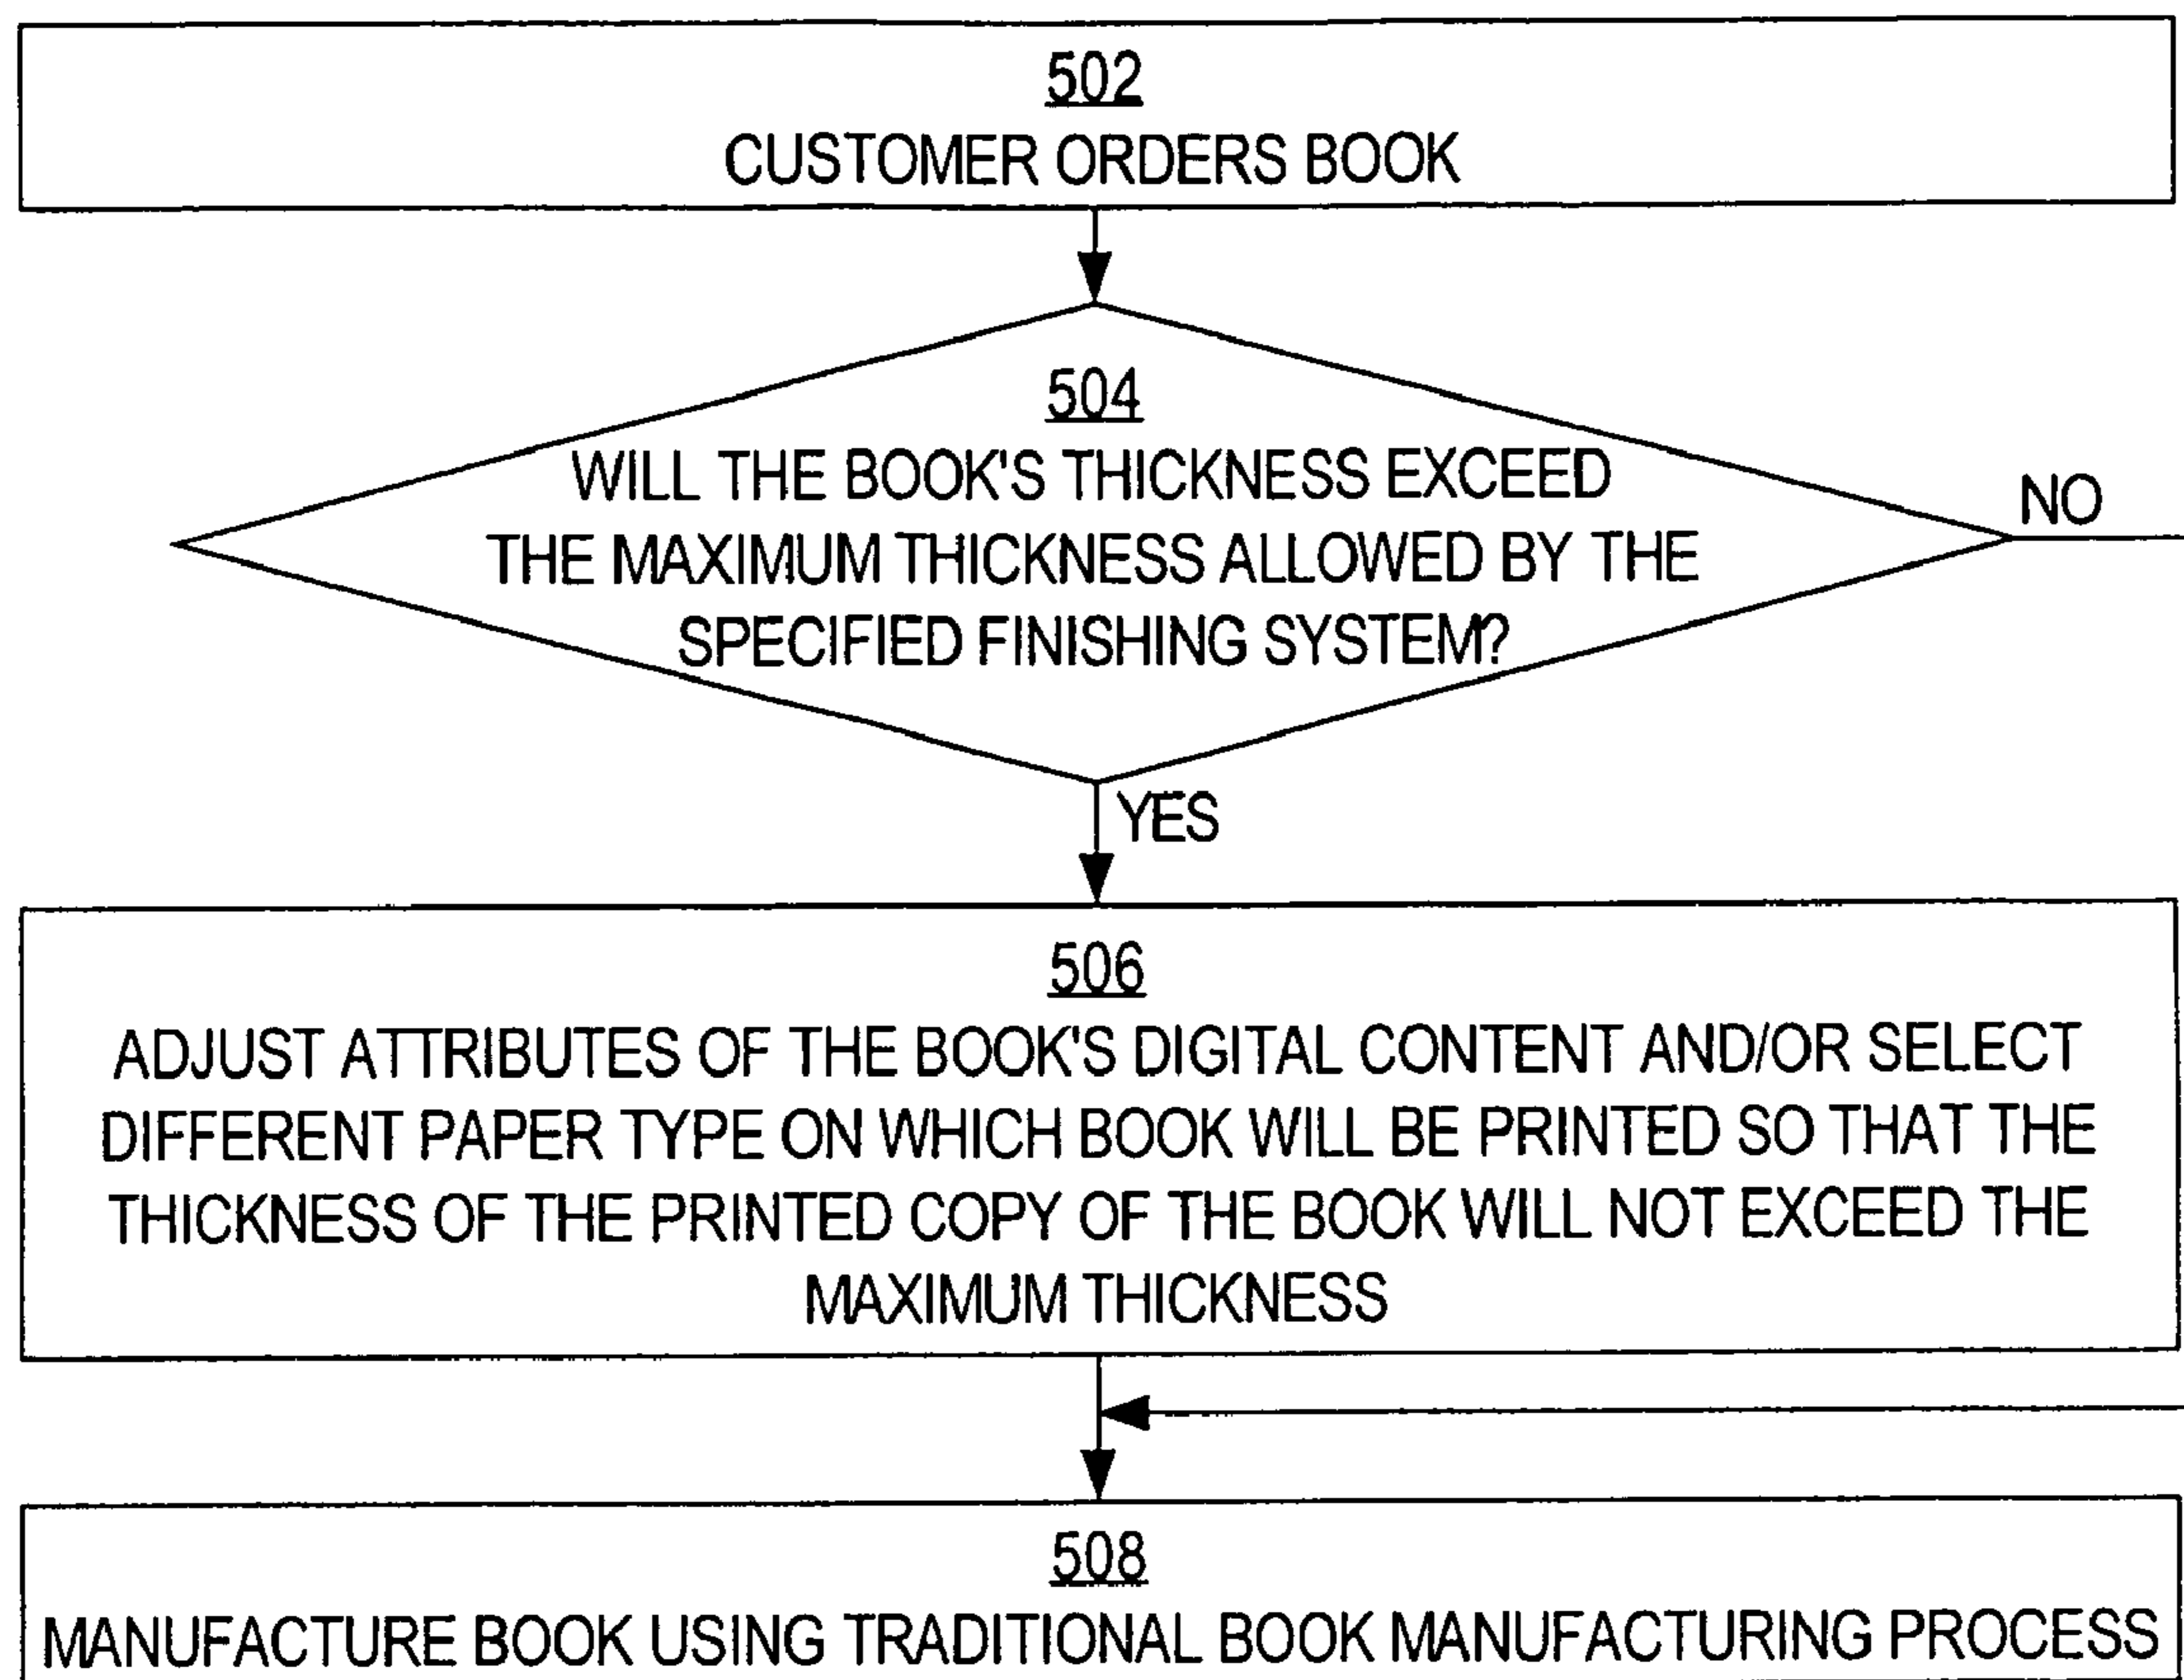 502
CUSTOMER ORDERS BOOK
504
WILL THE BOOK'S THICKNESS EXCEED
THE MAXIMUM THICKNESS ALLOWED BY THE
SPECIFIED FINISHING SYSTEM?
NO
YES
506
ADJUST ATTRIBUTES OF THE BOOK'S DIGITAL CONTENT AND/OR SELECT
DIFFERENT PAPER TYPE ON WHICH BOOK WILL BE PRINTED SO THAT THE
THICKNESS OF THE PRINTED COPY OF THE BOOK WILL NOT EXCEED THE
MAXIMUM THICKNESS
508
MANUFACTURE BOOK USING TRADITIONAL BOOK MANUFACTURING PROCESS